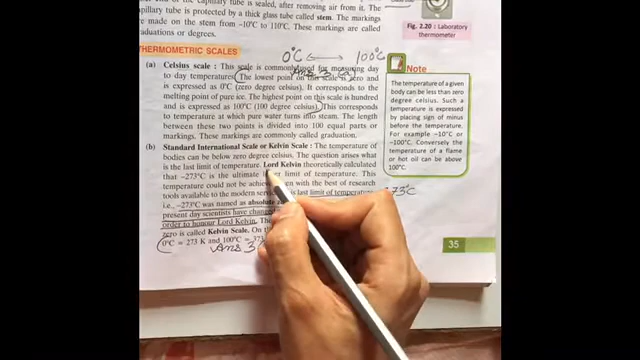 of the capillary tube is sealed, after removing air from it. The
pillary tube is protected by a thick glass tube called stem. The markings
are made on the stem from −10°C to 110°C. These markings are called
graduations or degrees.
Fig. 2.20 : Laboratory
thermometer
THERMOMETRIC SCALES
0°C ⟷ 100°C
(a) Celsius scale : This scale is commonly used for measuring day
to day temperature. The lowest point on this scale is zero and
Ans 3 (a)
is expressed as 0°C (zero degree celsius). It corresponds to the
melting point of pure ice. The highest point on this scale is hundred
and is expressed as 100°C (100 degree celsius). This corresponds
to temperature at which pure water turns into steam. The length
between these two points is divided into 100 equal parts or
markings. These markings are commonly called graduation.
(b) Standard International Scale or Kelvin Scale : The temperature of
bodies can be below zero degree celsius. The question arises what
is the last limit of temperature. Lord Kelvin theoretically calculated
that −273°C is the ultimate lower limit of temperature. This
temperature could not be achieved even with the best of research
tools available to the modern is last limit of temperature
i.e., −273°C was named as absolute
present day scientists have
order to honour Lord Kelvin.
zero is called Kelvin Scale. On
0°C = 273 K and 100°C = 373
Ans 3
273°C
Note
The temperature of a given
body can be less than zero
degree celsius. Such a
temperature is expressed
by placing sign of minus
before the temperature.
For example −10°C or
−100°C. Conversely the
temperature of a flame
or hot oil can be above
100°C.
35